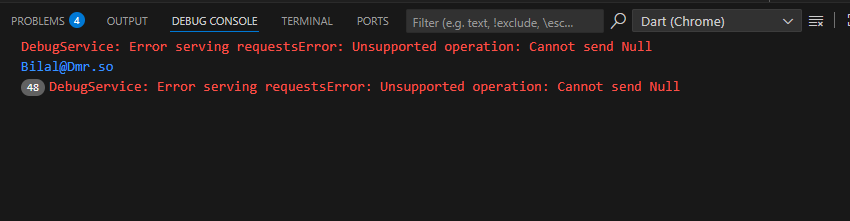 PROBLEMS 4 OUTPUT DEBUG CONSOLE TERMINAL PORTS Filter (e.g. text, !exclude, \esc... Dart (Chrome)
DebugService: Error serving requestsError: Unsupported operation: Cannot send Null
Bilal@Dmr.so
48 DebugService: Error serving requestsError: Unsupported operation: Cannot send Null